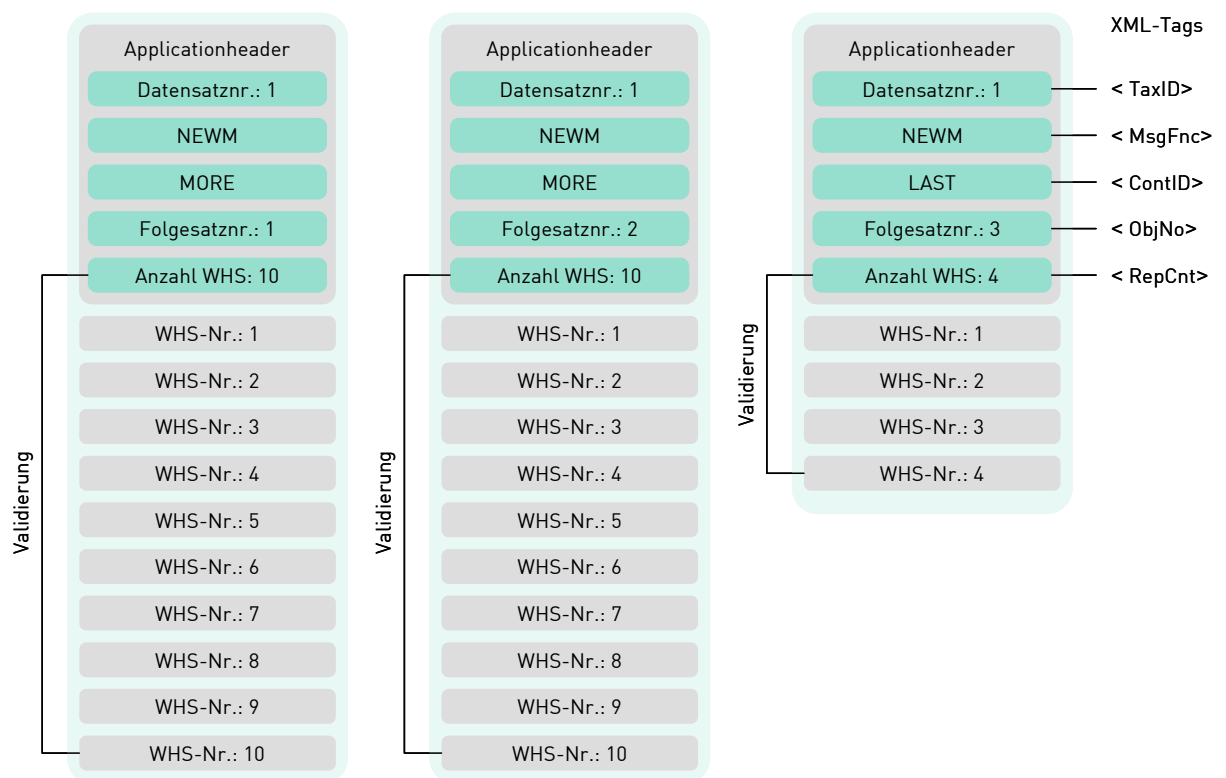 XML-Tags
Applicationheader
Datensatznr.: 1
NEWM
MORE
Folgesatznr.: 1
Anzahl WHS: 10
WHS-Nr.: 1
WHS-Nr.: 2
WHS-Nr.: 3
WHS-Nr.: 4
WHS-Nr.: 5
WHS-Nr.: 6
WHS-Nr.: 7
WHS-Nr.: 8
WHS-Nr.: 9
WHS-Nr.: 10
Validierung
Applicationheader
Datensatznr.: 1
NEWM
MORE
Folgesatznr.: 2
Anzahl WHS: 10
WHS-Nr.: 1
WHS-Nr.: 2
WHS-Nr.: 3
WHS-Nr.: 4
WHS-Nr.: 5
WHS-Nr.: 6
WHS-Nr.: 7
WHS-Nr.: 8
WHS-Nr.: 9
WHS-Nr.: 10
Validierung
Applicationheader
Datensatznr.: 1
NEWM
LAST
Folgesatznr.: 3
Anzahl WHS: 4
WHS-Nr.: 1
WHS-Nr.: 2
WHS-Nr.: 3
WHS-Nr.: 4
Validierung
< TaxID>
< MsgFnc>
< ContID>
< ObjNo>
< RepCnt>